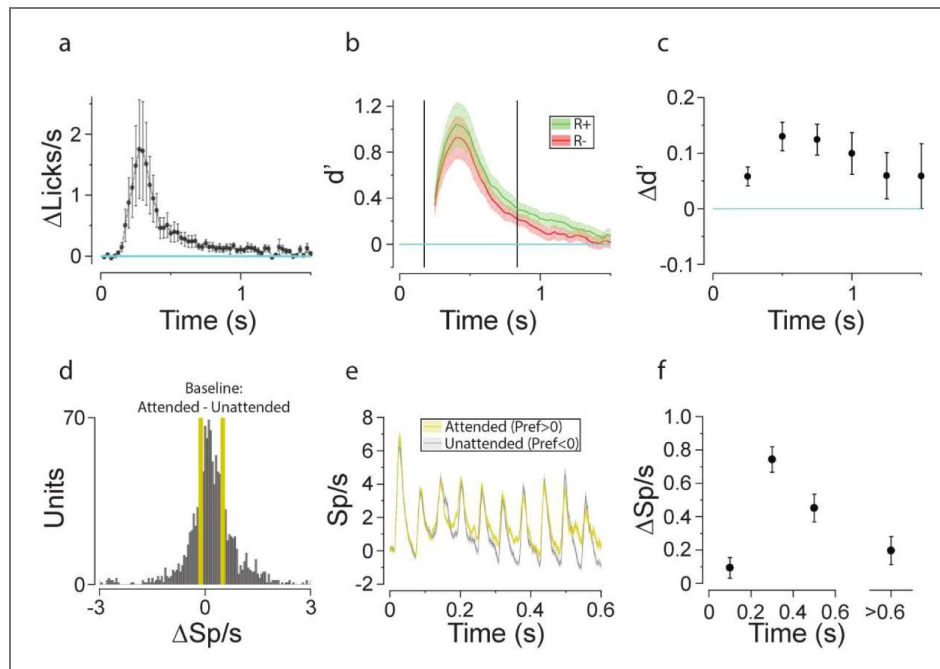 a
ΔLicks/s
2
1
0
0
1
Time (s)
b
d'
1.2
0.8
0.4
0
R+
R-
0
1
Time (s)
c
Δd'
0.2
0.1
0
-0.1
0
1
Time (s)
d
Baseline:
Attended - Unattended
Units
70
0
-3
0
3
ΔSp/s
e
Sp/s
8
6
4
2
0
-2
Attended (Pref>0)
Unattended (Pref<0)
0
0.2
0.4
0.6
Time (s)
f
ΔSp/s
1.0
0.8
0.6
0.4
0.2
0
0 0.2 0.4 0.6 >0.6
Time (s)